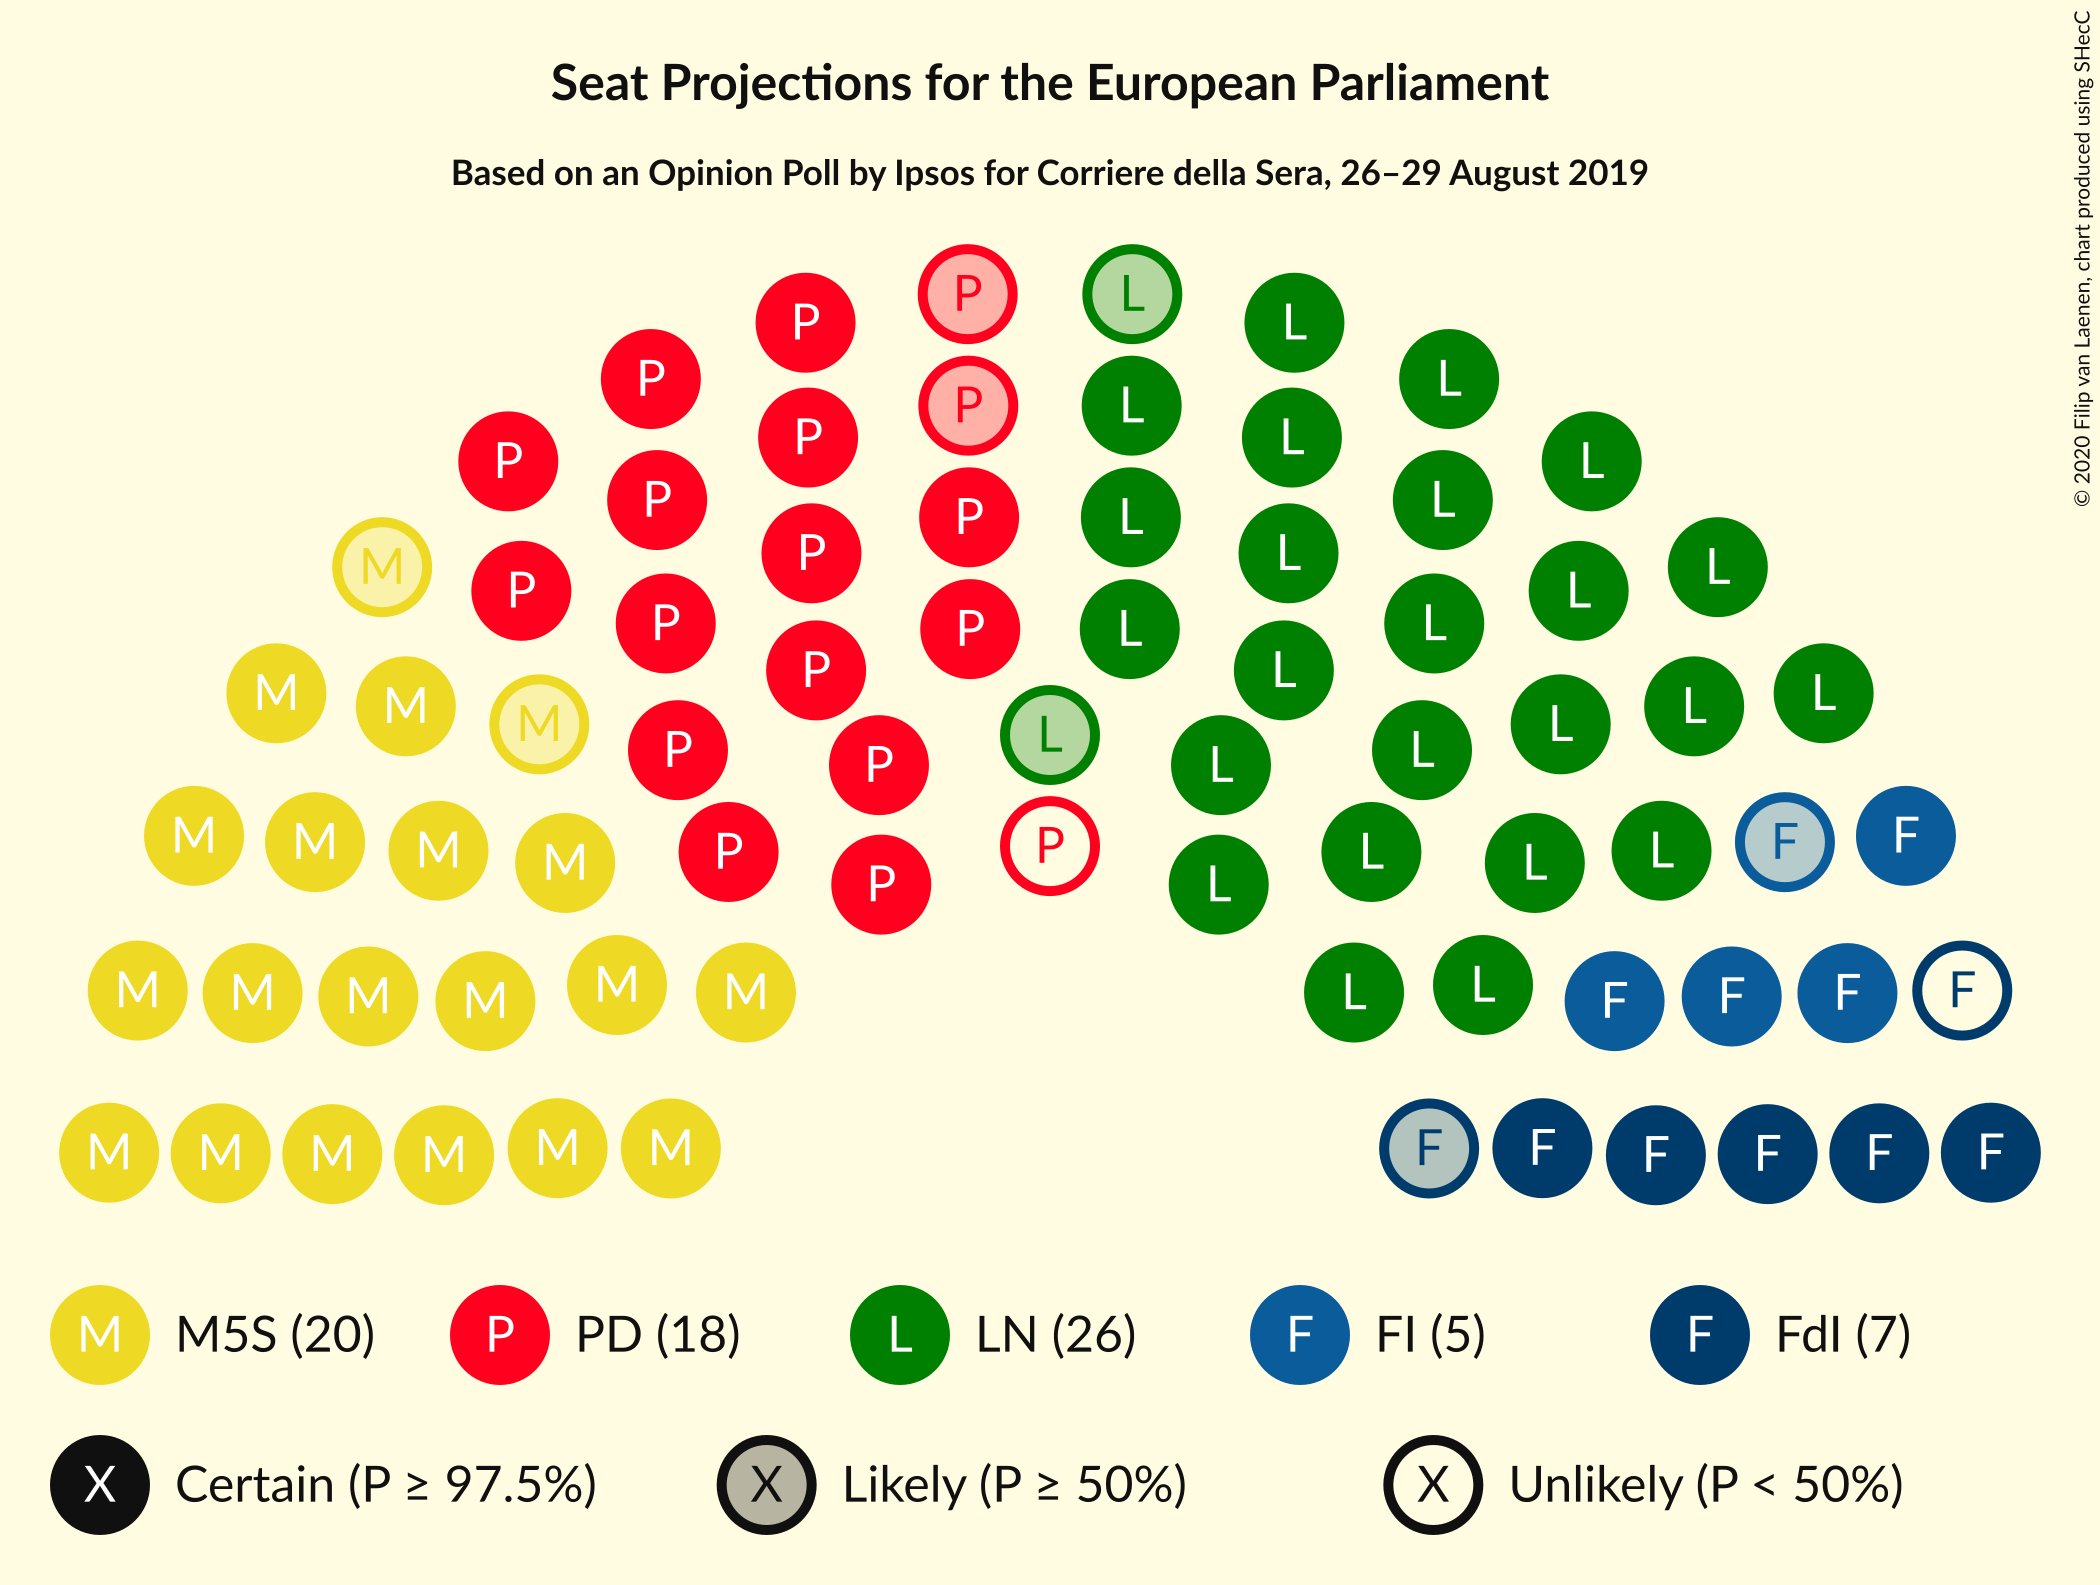 Seat Projections for the European Parliament
Based on an Opinion Poll by Ipsos for Corriere della Sera, 26–29 August 2019
© 2020 Filip van Laenen, chart produced using SHecC
P L
P L
P L
P P L L
P L
M P P L L L
P L
P L
P P L L
P L
M M M L L L
P L
P L P L
M M M M P P L L L L F F
P L
M M M M M M L L F F F F
M M M M M M F F F F F F
M M5S (20) P PD (18) L LN (26) F FI (5) F FdI (7)
X Certain (P ≥ 97.5%) X Likely (P ≥ 50%) X Unlikely (P < 50%)